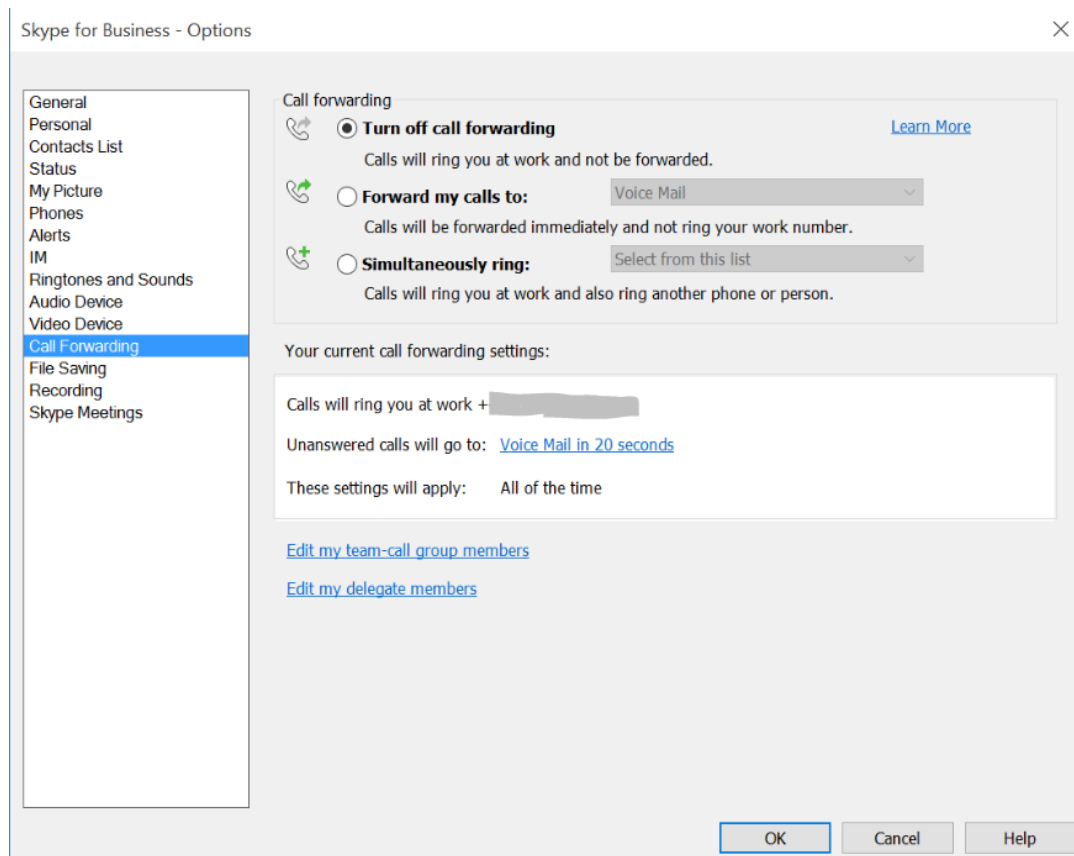 Skype for Business - Options
General
Personal
Contacts List
Status
My Picture
Phones
Alerts
IM
Ringtones and Sounds
Audio Device
Video Device
Call Forwarding
File Saving
Recording
Skype Meetings
Call forwarding
Turn off call forwarding
Learn More
Calls will ring you at work and not be forwarded.
Forward my calls to:
Voice Mail
Calls will be forwarded immediately and not ring your work number.
Simultaneously ring:
Select from this list
Calls will ring you at work and also ring another phone or person.
Your current call forwarding settings:
Calls will ring you at work +
Unanswered calls will go to: Voice Mail in 20 seconds
These settings will apply: All of the time
Edit my team-call group members
Edit my delegate members
OK
Cancel
Help